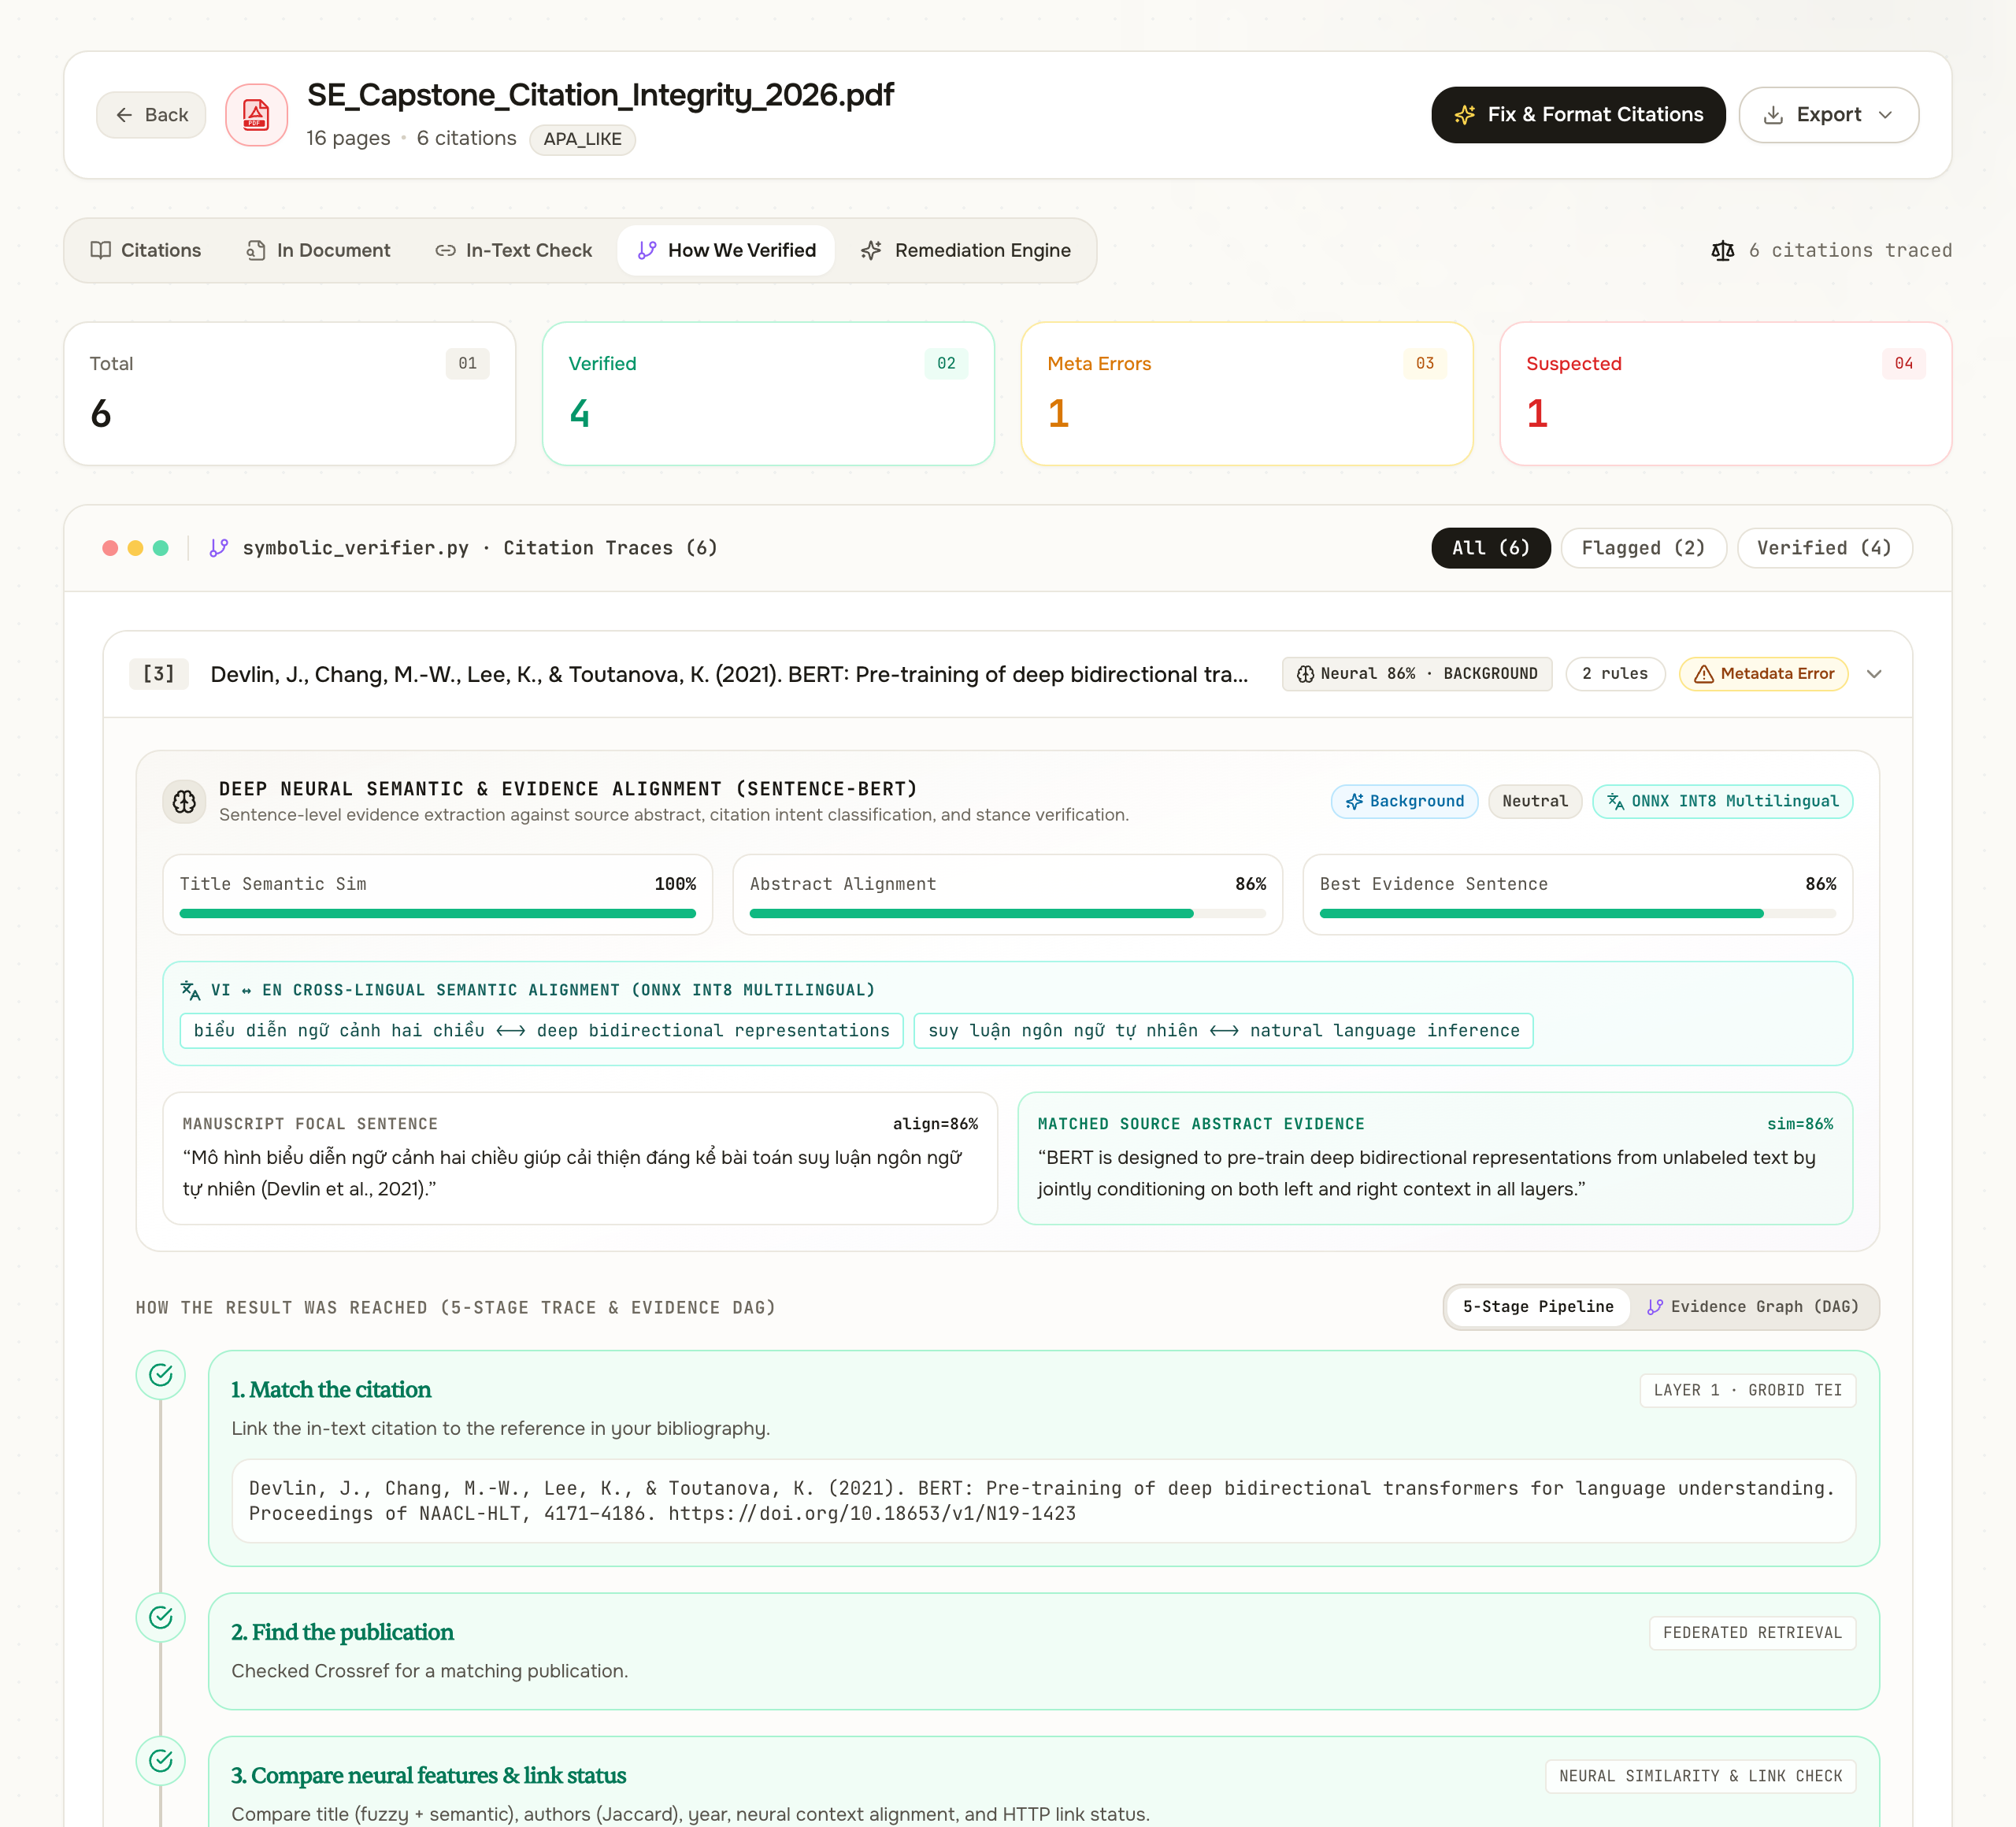 Back
SE_Capstone_Citation_Integrity_2026.pdf
16 pages • 6 citations APA_LIKE
Fix & Format Citations
Export
Citations
In Document
In-Text Check
How We Verified
Remediation Engine
6 citations traced
Total 01
6
Verified 02
4
Meta Errors 03
1
Suspected 04
1
symbolic_verifier.py · Citation Traces (6)
All (6)
Flagged (2)
Verified (4)
[3] Devlin, J., Chang, M.-W., Lee, K., & Toutanova, K. (2021). BERT: Pre-training of deep bidirectional tra...
Neural 86% · BACKGROUND
2 rules
Metadata Error
DEEP NEURAL SEMANTIC & EVIDENCE ALIGNMENT (SENTENCE-BERT)
Sentence-level evidence extraction against source abstract, citation intent classification, and stance verification.
Background
Neutral
ONNX INT8 Multilingual
Title Semantic Sim 100%
Abstract Alignment 86%
Best Evidence Sentence 86%
VI ↔ EN CROSS-LINGUAL SEMANTIC ALIGNMENT (ONNX INT8 MULTILINGUAL)
biểu diễn ngữ cảnh hai chiều ⟷ deep bidirectional representations
suy luận ngôn ngữ tự nhiên ⟷ natural language inference
MANUSCRIPT FOCAL SENTENCE align=86%
“Mô hình biểu diễn ngữ cảnh hai chiều giúp cải thiện đáng kể bài toán suy luận ngôn ngữ
tự nhiên (Devlin et al., 2021).”
MATCHED SOURCE ABSTRACT EVIDENCE sim=86%
“BERT is designed to pre-train deep bidirectional representations from unlabeled text by
jointly conditioning on both left and right context in all layers.”
HOW THE RESULT WAS REACHED (5-STAGE TRACE & EVIDENCE DAG)
5-Stage Pipeline
Evidence Graph (DAG)
1. Match the citation
LAYER 1 · GROBID TEI
Link the in-text citation to the reference in your bibliography.
Devlin, J., Chang, M.-W., Lee, K., & Toutanova, K. (2021). BERT: Pre-training of deep bidirectional transformers for language understanding.
Proceedings of NAACL-HLT, 4171–4186. https://doi.org/10.18653/v1/N19-1423
2. Find the publication
FEDERATED RETRIEVAL
Checked Crossref for a matching publication.
3. Compare neural features & link status
NEURAL SIMILARITY & LINK CHECK
Compare title (fuzzy + semantic), authors (Jaccard), year, neural context alignment, and HTTP link status.